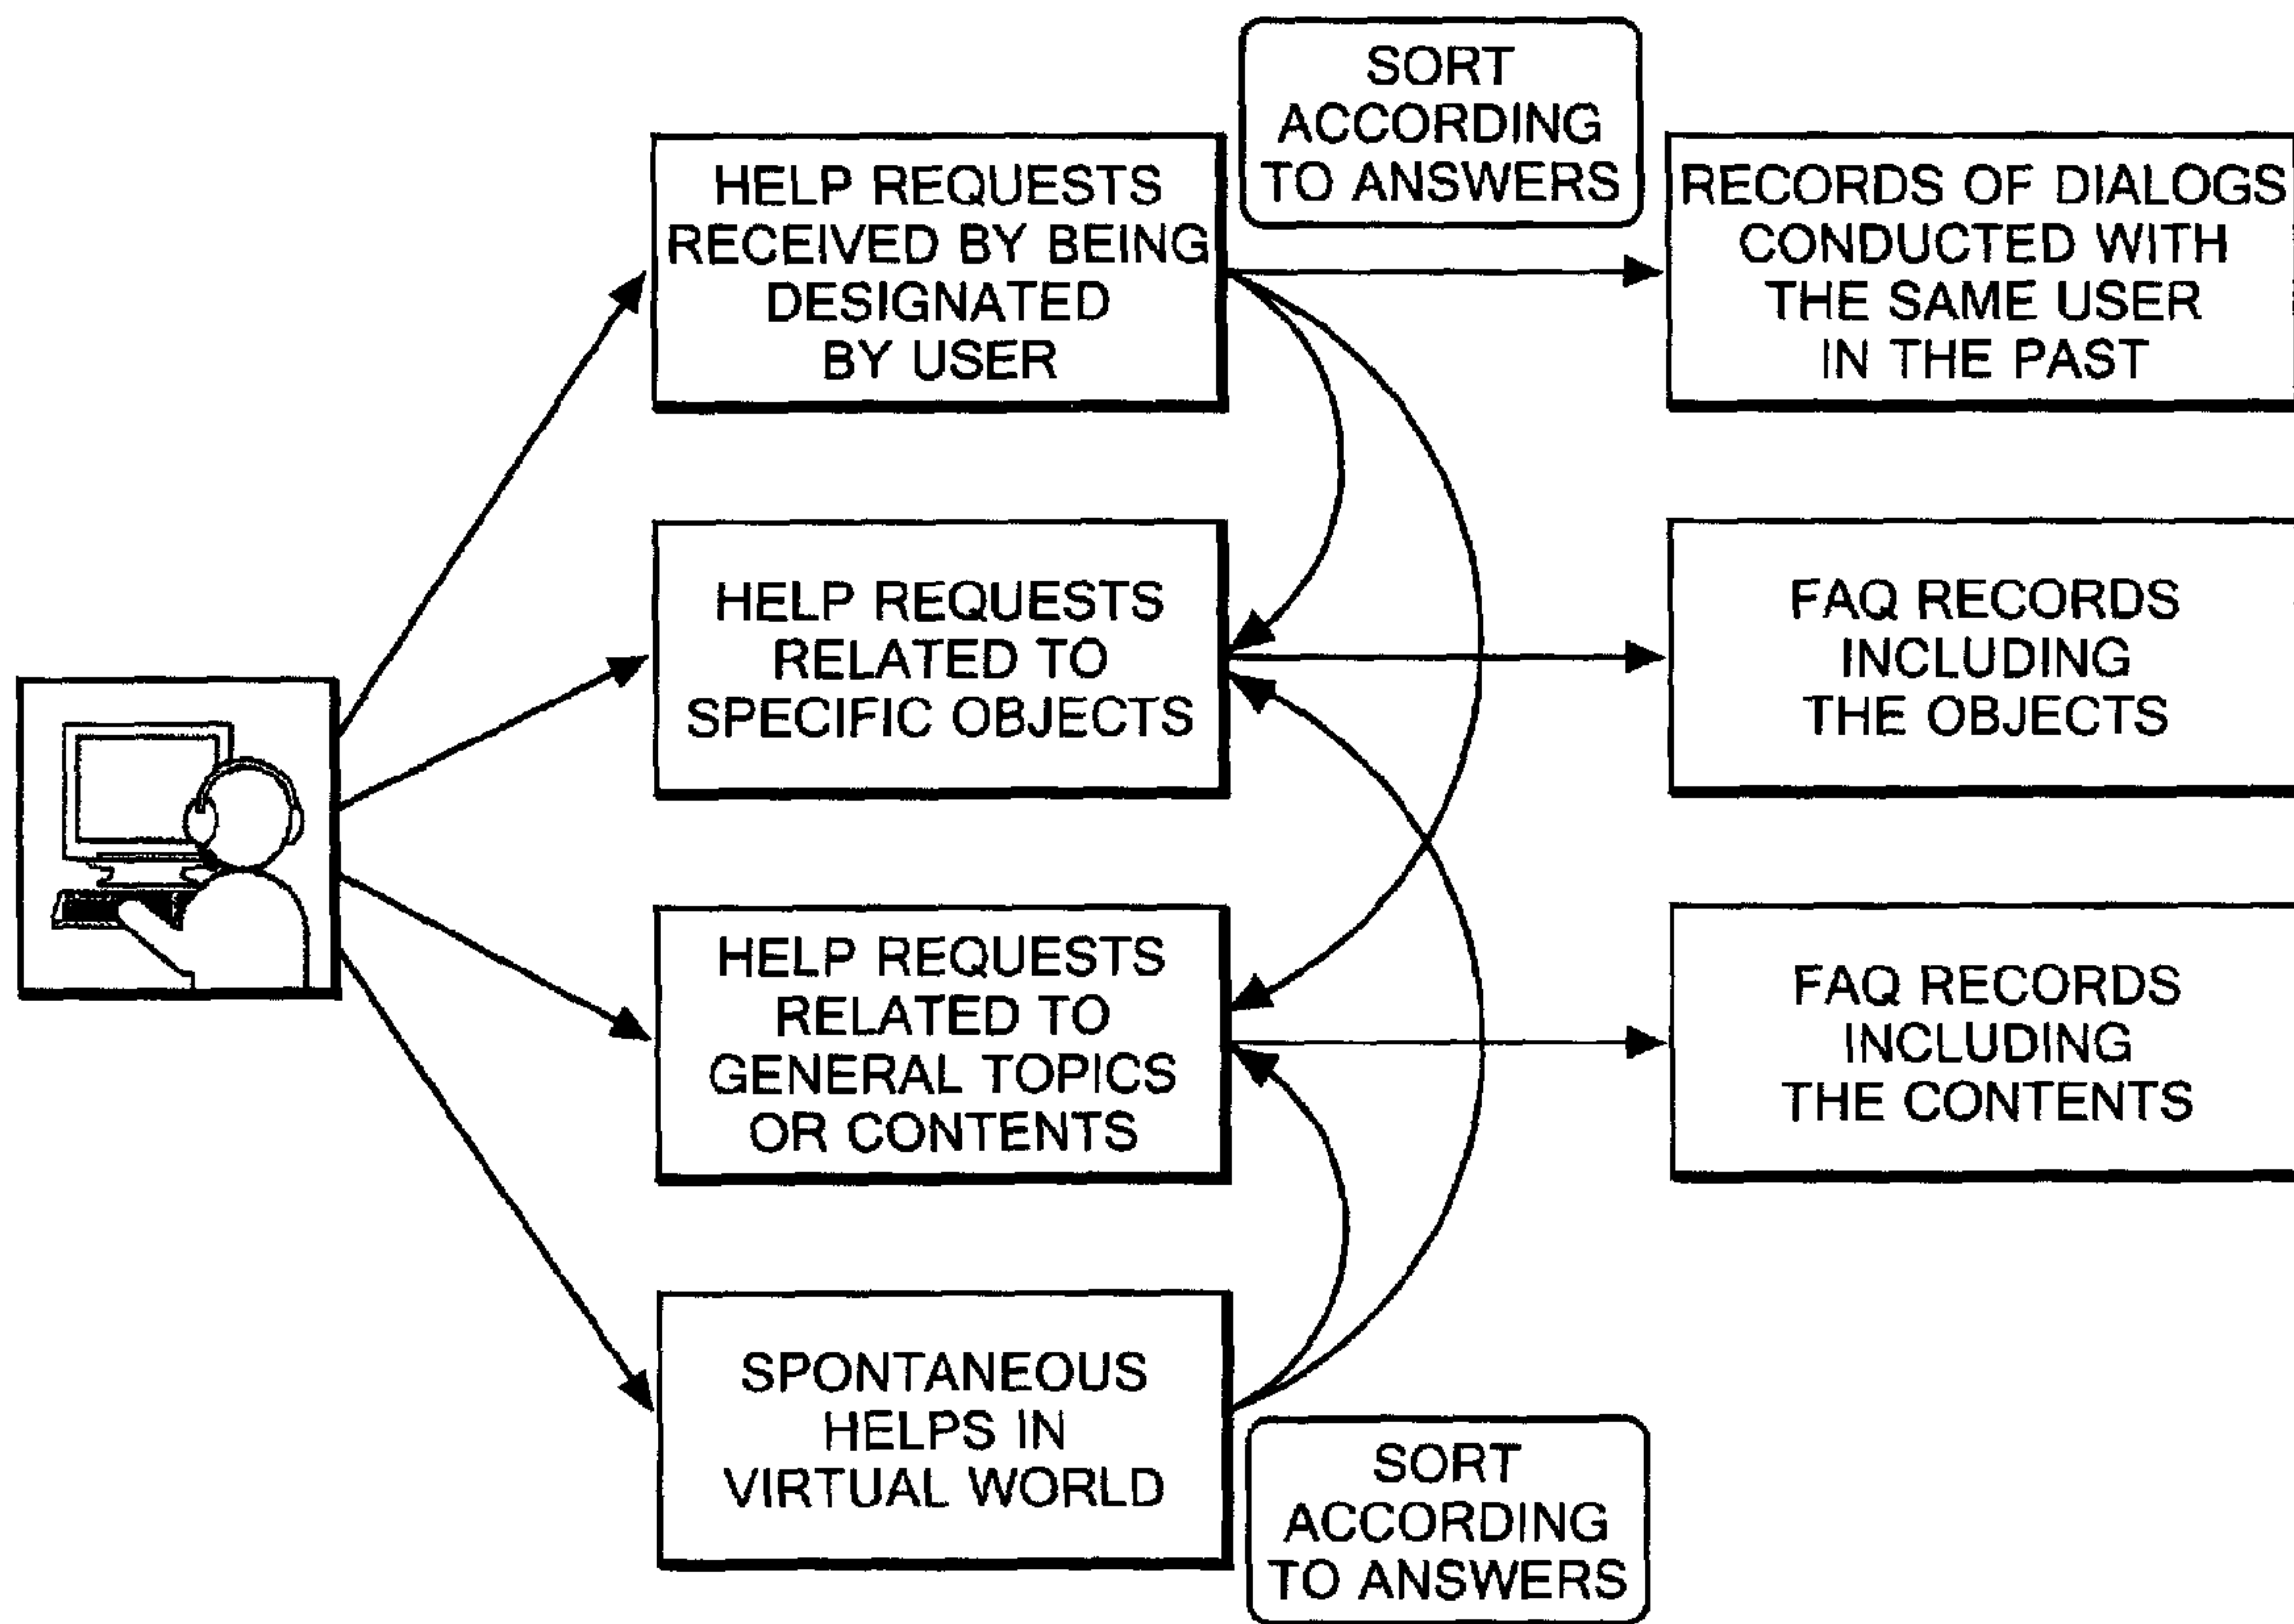 SORT
ACCORDING
TO ANSWERS
HELP REQUESTS
RECEIVED BY BEING
DESIGNATED
BY USER
RECORDS OF DIALOGS
CONDUCTED WITH
THE SAME USER
IN THE PAST
HELP REQUESTS
RELATED TO
SPECIFIC OBJECTS
FAQ RECORDS
INCLUDING
THE OBJECTS
HELP REQUESTS
RELATED TO
GENERAL TOPICS
OR CONTENTS
FAQ RECORDS
INCLUDING
THE CONTENTS
SPONTANEOUS
HELPS IN
VIRTUAL WORLD
SORT
ACCORDING
TO ANSWERS